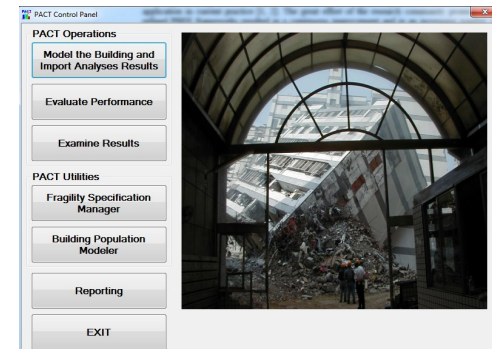 PACT
PACT Control Panel
PACT Operations
Model the Building and
Import Analyses Results
Evaluate Performance
Examine Results
PACT Utilities
Fragility Specification
Manager
Building Population
Modeler
Reporting
EXIT